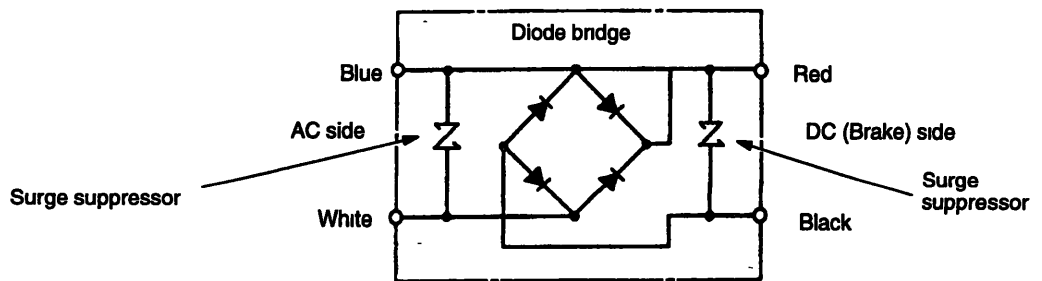 Diode bridge
Blue
Red
AC side
DC (Brake) side
Surge suppressor
Surge
suppressor
White
Black